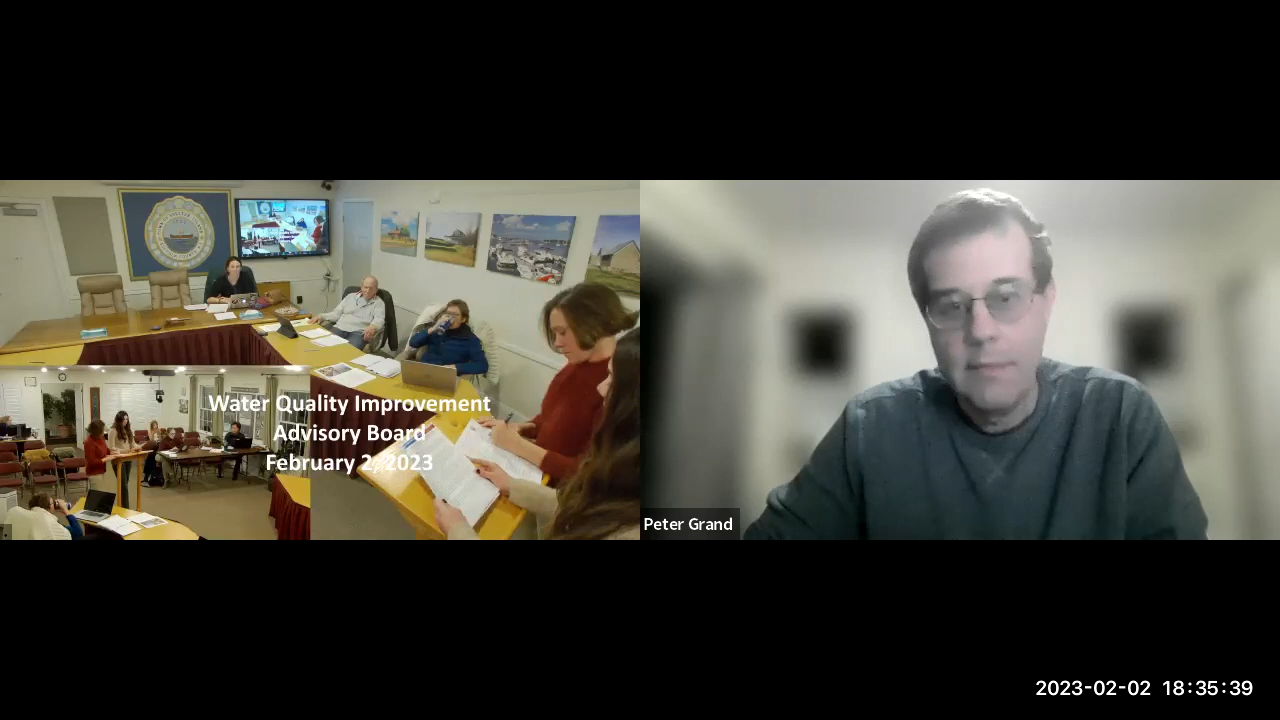 Water Quality Improvement
Advisory Board
February 2, 2023
Peter Grand
2023-02-02 18:35:39